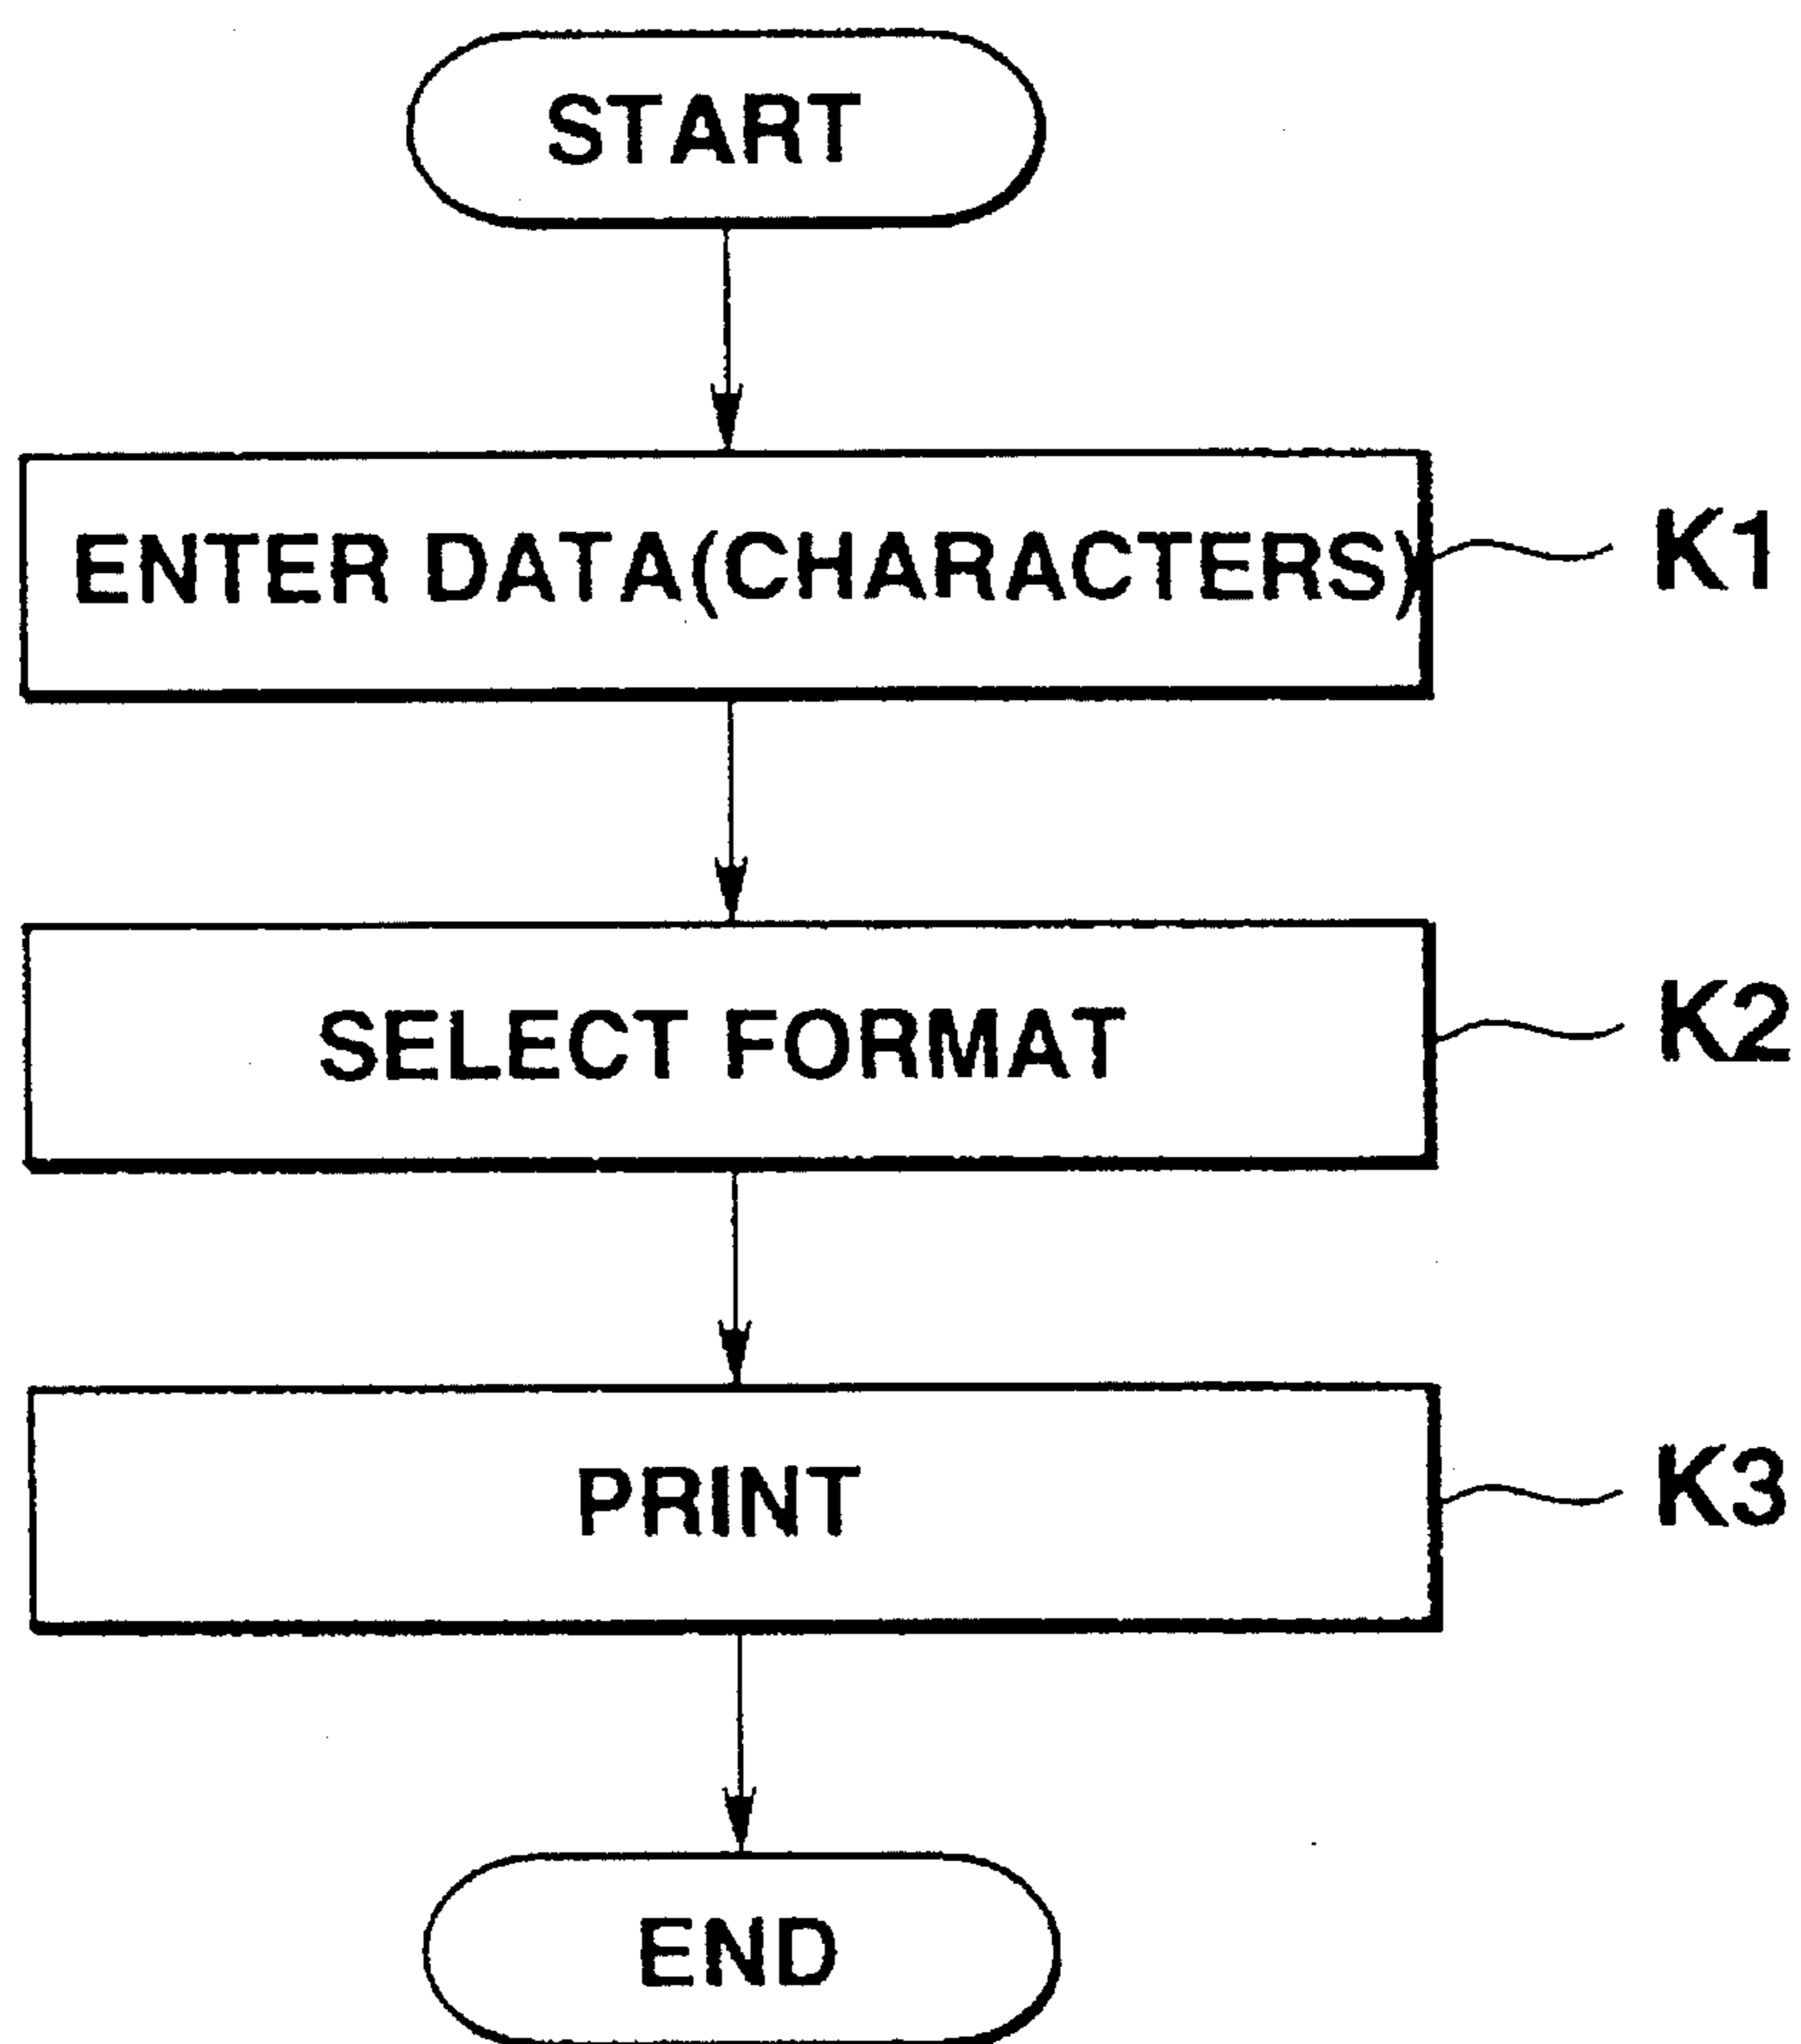 START
ENTER DATA(CHARACTERS)
K1
SELECT FORMAT
K2
PRINT
K3
END